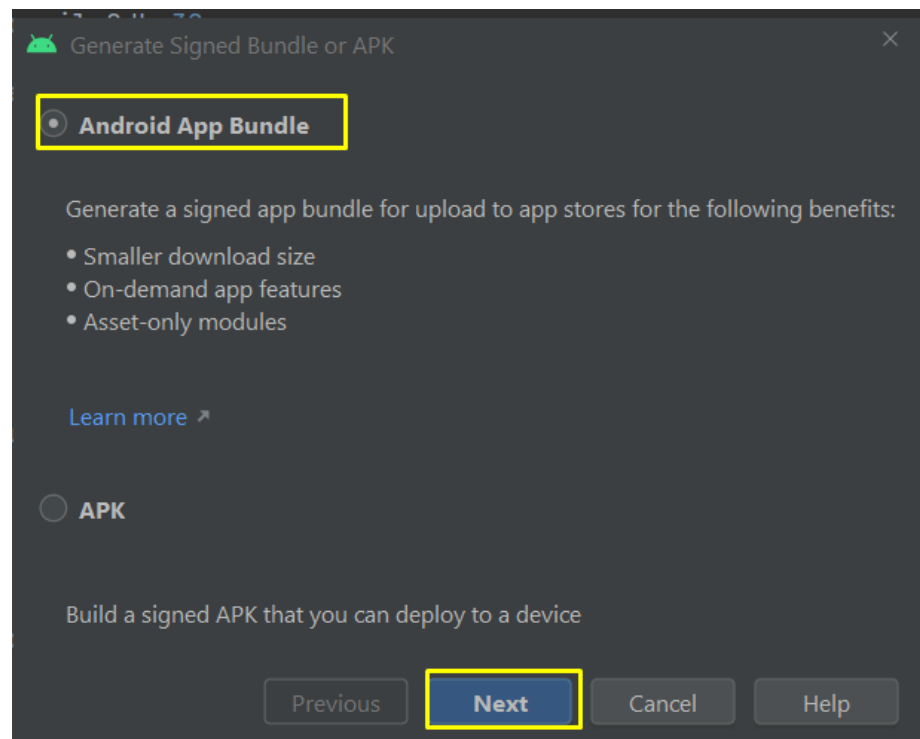 Generate Signed Bundle or APK
Android App Bundle
Generate a signed app bundle for upload to app stores for the following benefits:
• Smaller download size
• On-demand app features
• Asset-only modules
Learn more
APK
Build a signed APK that you can deploy to a device
Previous Next Cancel Help